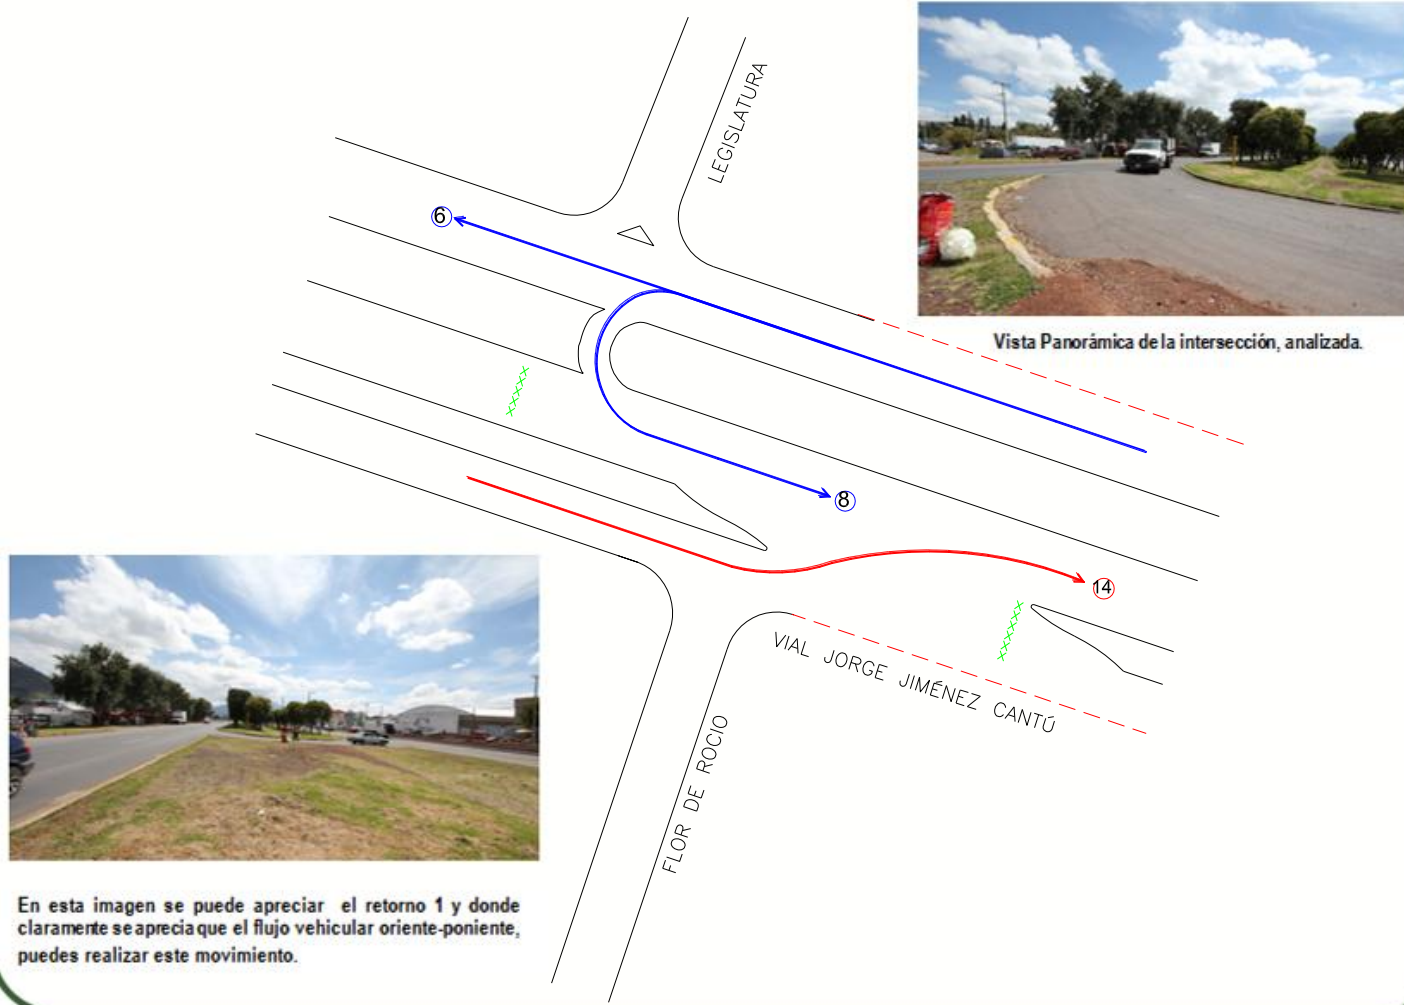 LEGISLATURA
6
Vista Panorámica de la intersección, analizada.
8
14
VIAL JORGE JIMÉNEZ CANTÚ
FLOR DE ROCIO
En esta imagen se puede apreciar el retorno 1 y donde
claramente se aprecia que el flujo vehicular oriente-poniente,
puedes realizar este movimiento.